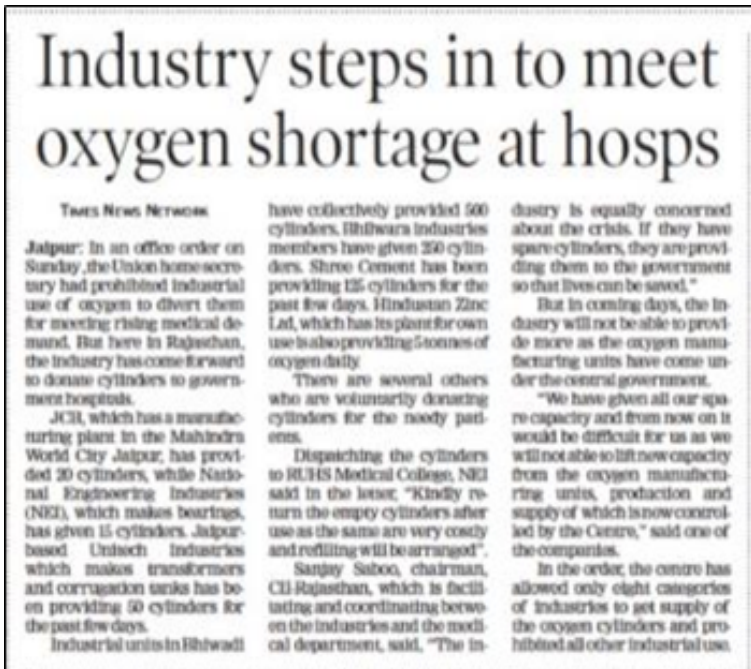 Industry steps in to meet
oxygen shortage at hosps
TIMES NEWS NETWORK
Jaipur: In an office order on
Sunday, the Union home secre-
tary had prohibited industrial
use of oxygen to divert them
for meeting rising medical de-
mand. But here in Rajasthan,
the industry has come forward
to donate cylinders to govern-
ment hospitals.
JCB, which has a manufac-
turing plant in the Mahindra
World City Jaipur, has provi-
ded 20 cylinders, while Natio-
nal Engineering Industries
(NEI), which makes bearings,
has given 15 cylinders. Jaipur-
based Unitech Industries
which makes transformers
and corrugation tanks has be-
en providing 50 cylinders for
the past few days.
Industrial units in Bhiwadi
have collectively provided 500
cylinders. Bhilwara industries
members have given 250 cylin-
ders. Shree Cement has been
providing 125 cylinders for the
past few days. Hindustan Zinc
Ltd, which has its plant for own
use is also providing 5 tonnes of
oxygen daily.
There are several others
who are voluntarily donating
cylinders for the needy pati-
ents.
Dispatching the cylinders
to RUHS Medical College, NEI
said in the letter, "Kindly re-
turn the empty cylinders after
use as the same are very costly
and refilling will be arranged".
Sanjay Saboo, chairman,
CII-Rajasthan, which is facili-
tating and coordinating betwe-
en the industries and the medi-
cal department, said, "The in-
dustry is equally concerned
about the crisis. If they have
spare cylinders, they are provi-
ding them to the government
so that lives can be saved."
But in coming days, the in-
dustry will not be able to provi-
de more as the oxygen manu-
facturing units have come un-
der the central government.
"We have given all our spa-
re capacity and from now on it
would be difficult for us as we
will not able to lift new capacity
from the oxygen manufactu-
ring units, production and
supply of which is now control-
led by the Centre," said one of
the companies.
In the order, the centre has
allowed only eight categories
of industries to get supply of
the oxygen cylinders and pro-
hibited all other industrial use.